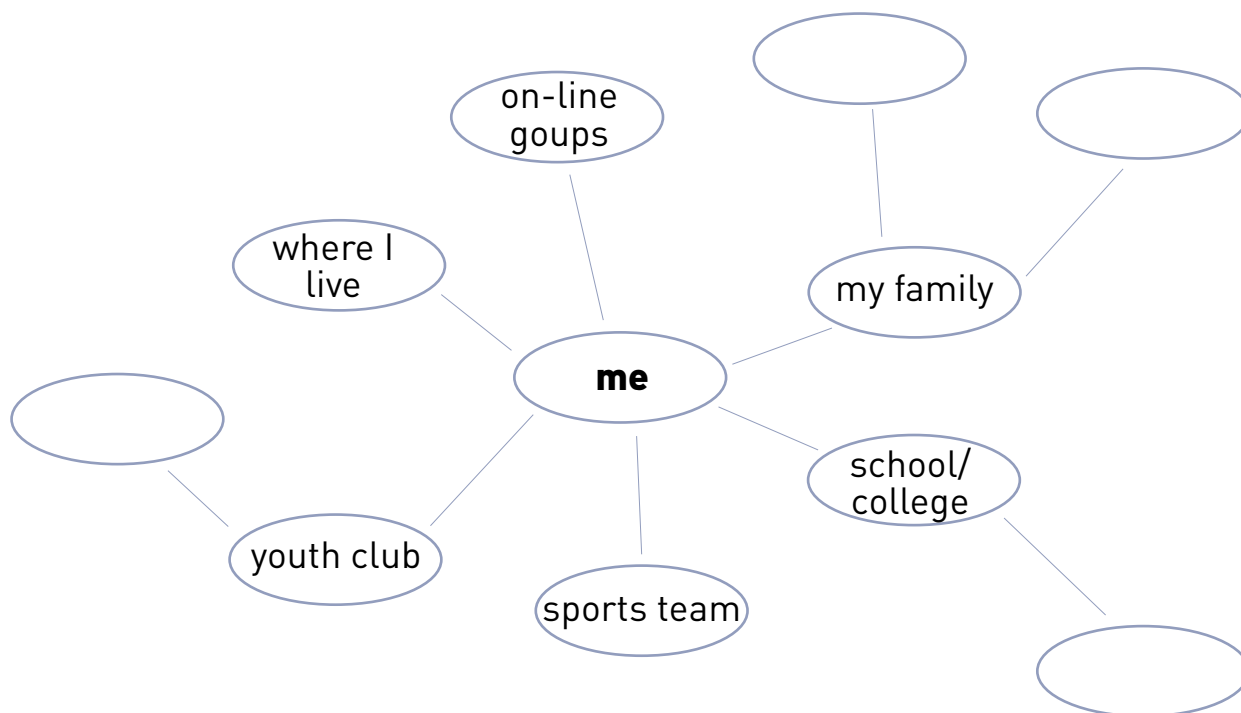 on-line
goups
where I
live
my family
me
school/
college
youth club
sports team